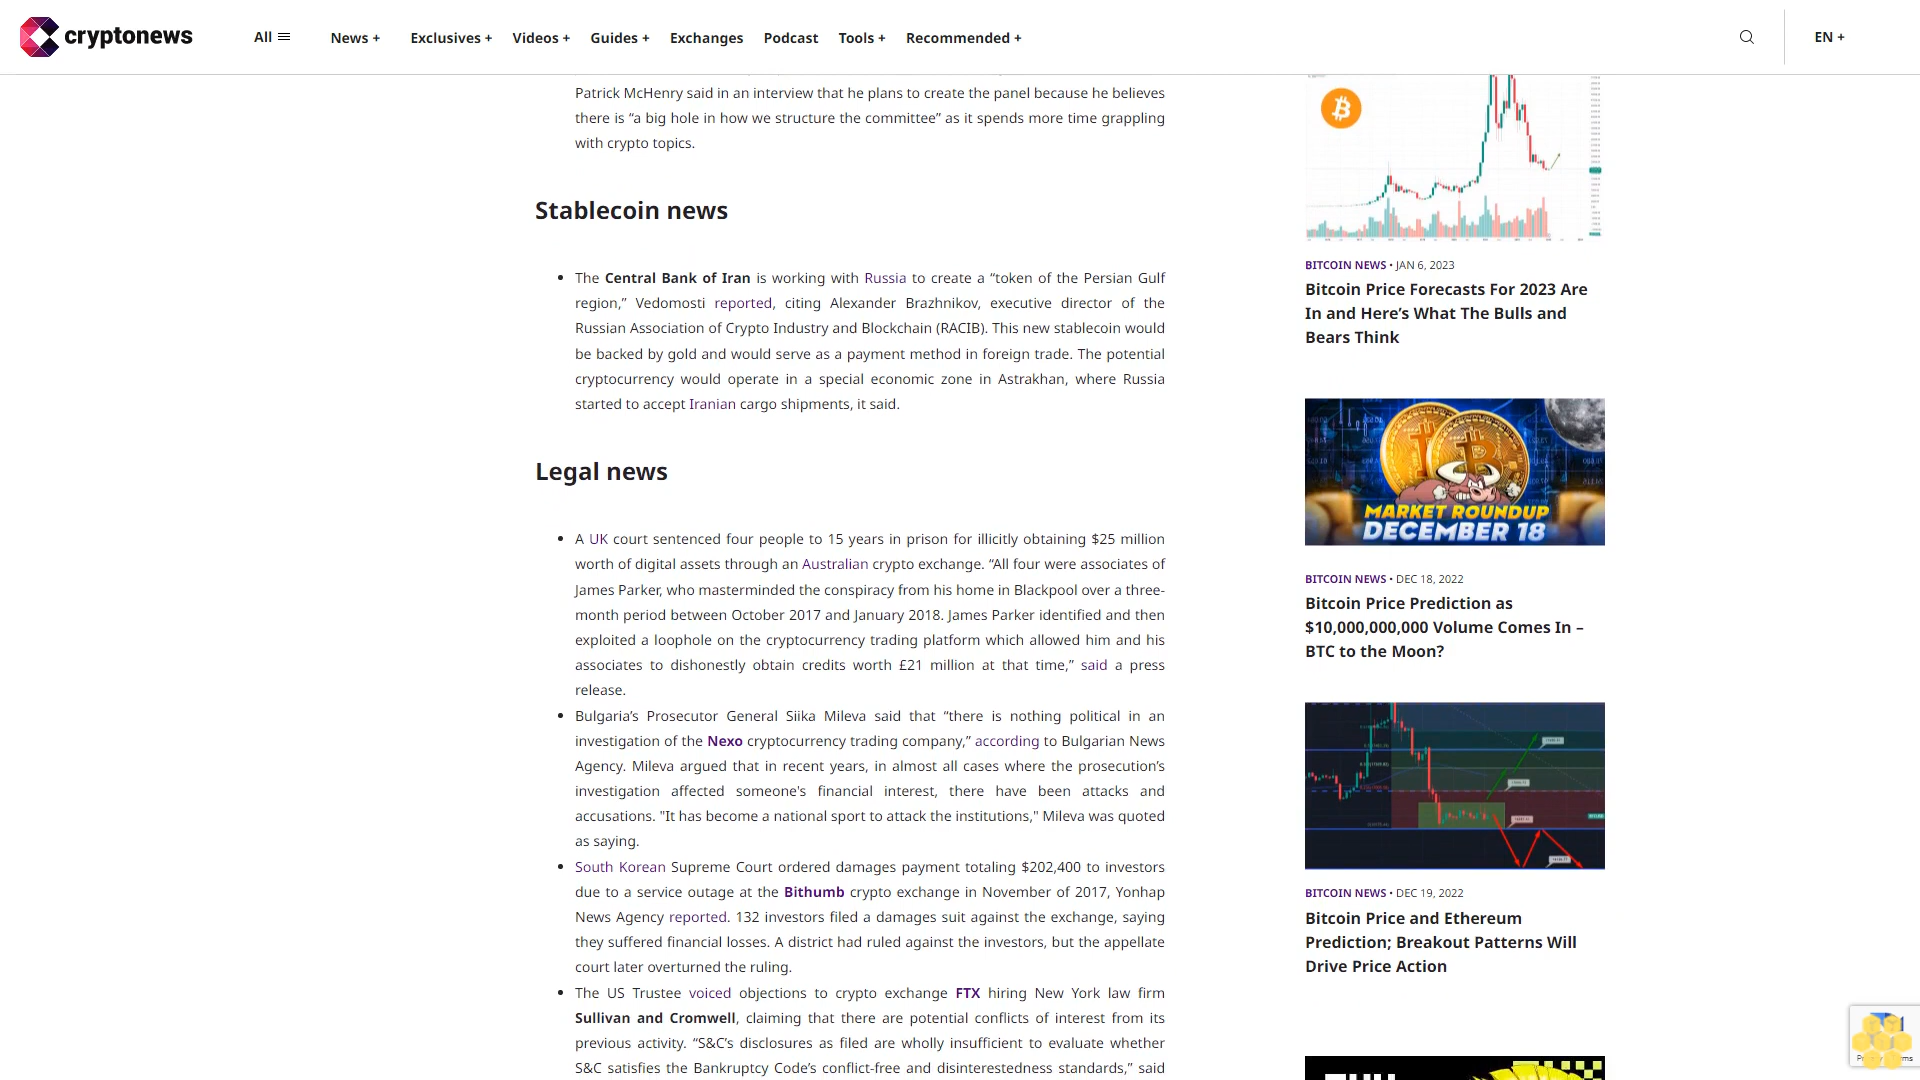 cryptonews
All
News +
Exclusives +
Videos +
Guides +
Exchanges
Podcast
Tools +
Recommended +
EN +
Patrick McHenry said in an interview that he plans to create the panel because he believes
there is “a big hole in how we structure the committee” as it spends more time grappling
with crypto topics.
Stablecoin news
The Central Bank of Iran is working with Russia to create a “token of the Persian Gulf
region,” Vedomosti reported, citing Alexander Brazhnikov, executive director of the
Russian Association of Crypto Industry and Blockchain (RACIB). This new stablecoin would
be backed by gold and would serve as a payment method in foreign trade. The potential
cryptocurrency would operate in a special economic zone in Astrakhan, where Russia
started to accept Iranian cargo shipments, it said.
Legal news
A UK court sentenced four people to 15 years in prison for illicitly obtaining $25 million
worth of digital assets through an Australian crypto exchange. “All four were associates of
James Parker, who masterminded the conspiracy from his home in Blackpool over a three-
month period between October 2017 and January 2018. James Parker identified and then
exploited a loophole on the cryptocurrency trading platform which allowed him and his
associates to dishonestly obtain credits worth £21 million at that time,” said a press
release.
Bulgaria’s Prosecutor General Siika Mileva said that “there is nothing political in an
investigation of the Nexo cryptocurrency trading company,” according to Bulgarian News
Agency. Mileva argued that in recent years, in almost all cases where the prosecution’s
investigation affected someone's financial interest, there have been attacks and
accusations. "It has become a national sport to attack the institutions," Mileva was quoted
as saying.
South Korean Supreme Court ordered damages payment totaling $202,400 to investors
due to a service outage at the Bithumb crypto exchange in November of 2017, Yonhap
News Agency reported. 132 investors filed a damages suit against the exchange, saying
they suffered financial losses. A district had ruled against the investors, but the appellate
court later overturned the ruling.
The US Trustee voiced objections to crypto exchange FTX hiring New York law firm
Sullivan and Cromwell, claiming that there are potential conflicts of interest from its
previous activity. “S&C’s disclosures as filed are wholly insufficient to evaluate whether
S&C satisfies the Bankruptcy Code’s conflict-free and disinterestedness standards,” said
BITCOIN NEWS • JAN 6, 2023
Bitcoin Price Forecasts For 2023 Are
In and Here’s What The Bulls and
Bears Think
MARKET ROUNDUP
DECEMBER 18
BITCOIN NEWS • DEC 18, 2022
Bitcoin Price Prediction as
$10,000,000,000 Volume Comes In –
BTC to the Moon?
BITCOIN NEWS • DEC 19, 2022
Bitcoin Price and Ethereum
Prediction; Breakout Patterns Will
Drive Price Action